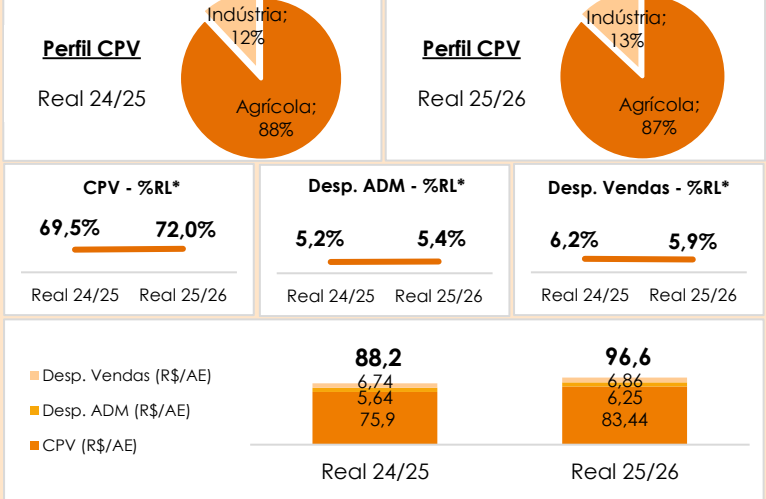 Perfil CPV
Real 24/25
Indústria;
12%
Agrícola;
88%
Perfil CPV
Real 25/26
Indústria;
13%
Agrícola;
87%
CPV - %RL*
69,5%
72,0%
Real 24/25
Real 25/26
Desp. ADM - %RL*
5,2%
5,4%
Real 24/25
Real 25/26
Desp. Vendas - %RL*
6,2%
5,9%
Real 24/25
Real 25/26
Desp. Vendas (R$/AE)
Desp. ADM (R$/AE)
CPV (R$/AE)
88,2
6,74
5,64
75,9
Real 24/25
96,6
6,86
6,25
83,44
Real 25/26